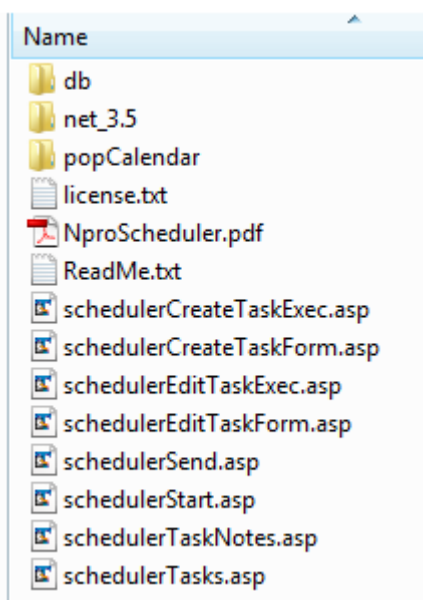 Name
db
net_3.5
popCalendar
license.txt
NproScheduler.pdf
ReadMe.txt
schedulerCreateTaskExec.asp
schedulerCreateTaskForm.asp
schedulerEditTaskExec.asp
schedulerEditTaskForm.asp
schedulerSend.asp
schedulerStart.asp
schedulerTaskNotes.asp
schedulerTasks.asp